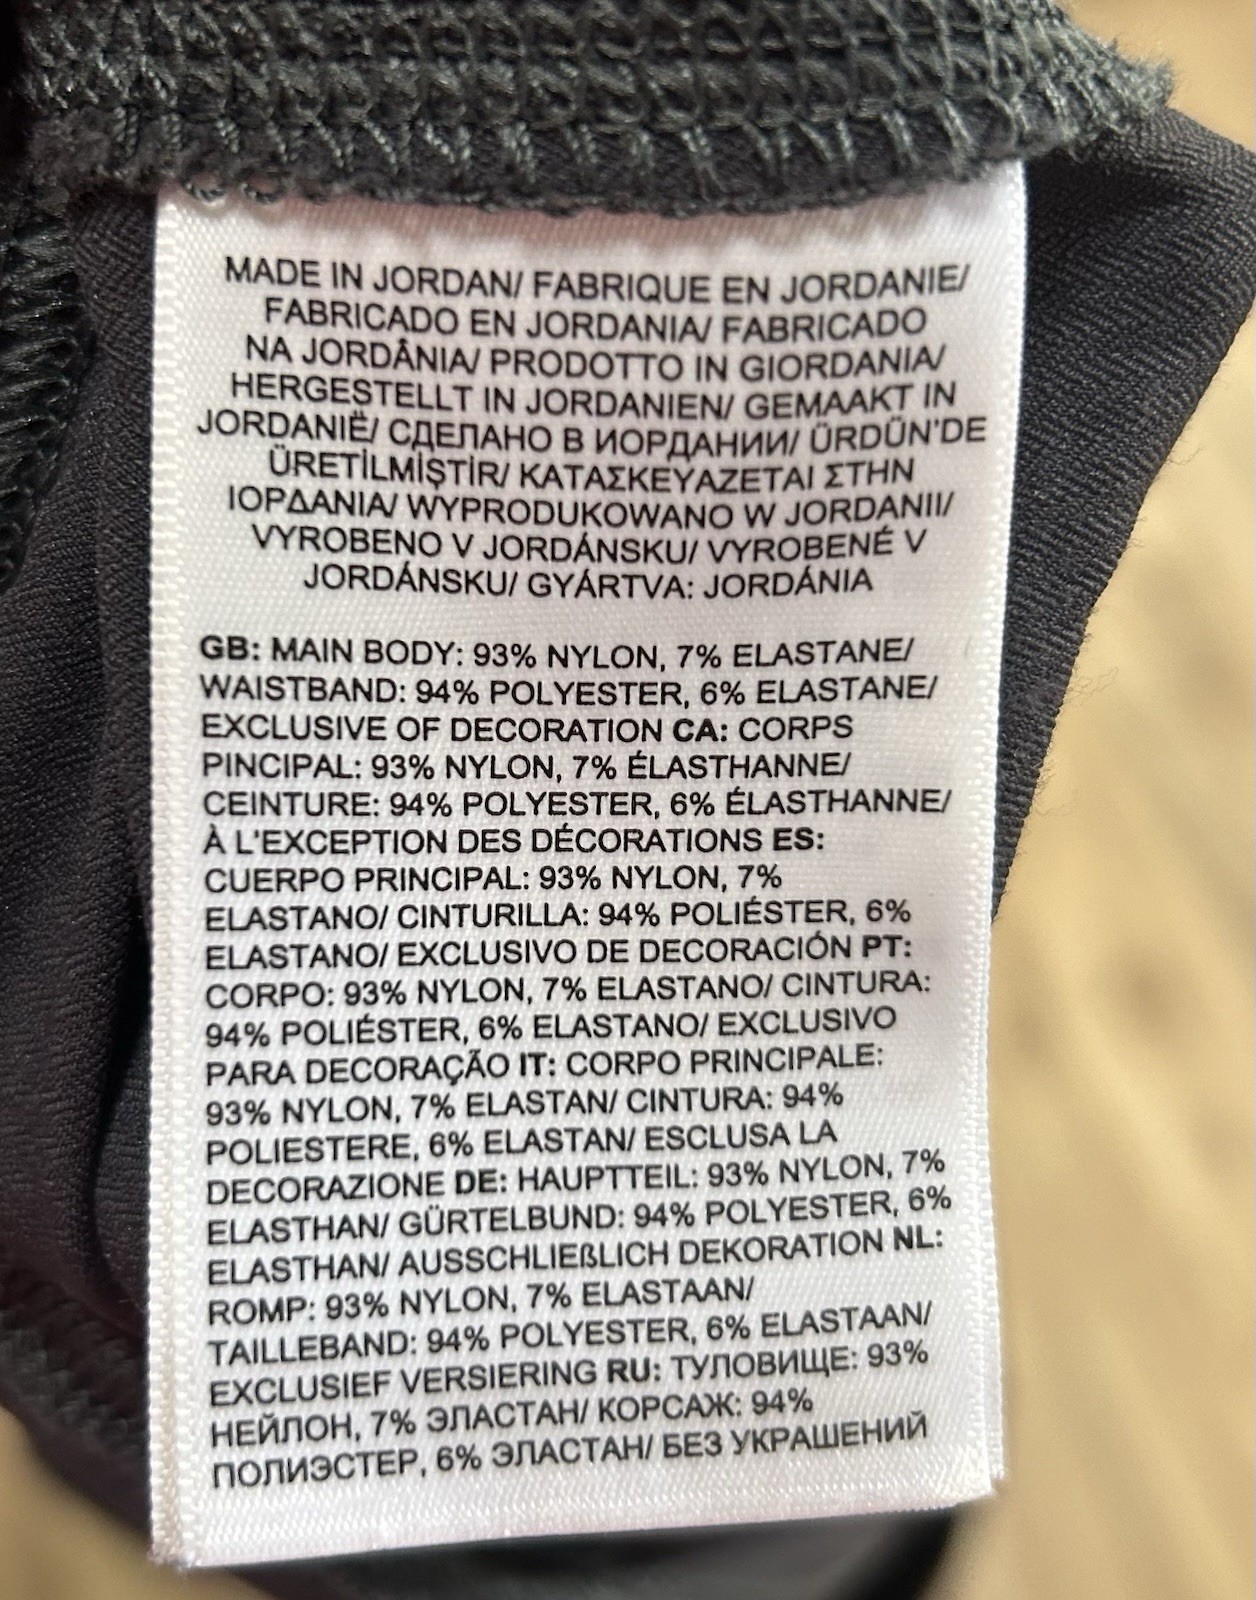 MADE IN JORDAN/ FABRIQUE EN JORDANIE/
FABRICADO EN JORDANIA/ FABRICADO
NA JORDÂNIA/ PRODOTTO IN GIORDANIA/
HERGESTELLT IN JORDANIEN/ GEMAAKT IN
JORDANIË/ СДЕЛАНО В ИОРДАНИИ/ ÜRDÜN'DE
ÜRETİLMİŞTİR/ ΚΑΤΑΣΚΕΥΑΖΕΤΑΙ ΣΤΗΝ
ΙΟΡΔΑΝΙΑ/ WYPRODUKOWANO W JORDANII/
VYROBENO V JORDÁNSKU/ VYROBENÉ V
JORDÁNSKU/ GYÁRTVA: JORDÁNIA
GB: MAIN BODY: 93% NYLON, 7% ELASTANE/
WAISTBAND: 94% POLYESTER, 6% ELASTANE/
EXCLUSIVE OF DECORATION CA: CORPS
PINCIPAL: 93% NYLON, 7% ÉLASTHANNE/
CEINTURE: 94% POLYESTER, 6% ÉLASTHANNE/
À L'EXCEPTION DES DÉCORATIONS ES:
CUERPO PRINCIPAL: 93% NYLON, 7%
ELASTANO/ CINTURILLA: 94% POLIÉSTER, 6%
ELASTANO/ EXCLUSIVO DE DECORACIÓN PT:
CORPO: 93% NYLON, 7% ELASTANO/ CINTURA:
94% POLIÉSTER, 6% ELASTANO/ EXCLUSIVO
PARA DECORAÇÃO IT: CORPO PRINCIPALE:
93% NYLON, 7% ELASTAN/ CINTURA: 94%
POLIESTERE, 6% ELASTAN/ ESCLUSA LA
DECORAZIONE DE: HAUPTTEIL: 93% NYLON, 7%
ELASTHAN/ GÜRTELBUND: 94% POLYESTER, 6%
ELASTHAN/ AUSSCHLIEßLICH DEKORATION NL:
ROMP: 93% NYLON, 7% ELASTAAN/
TAILLEBAND: 94% POLYESTER, 6% ELASTAAN/
EXCLUSIEF VERSIERING RU: ТУЛОВИЩЕ: 93%
НЕЙЛОН, 7% ЭЛАСТАН/ КОРСАЖ: 94%
ПОЛИЭСТЕР, 6% ЭЛАСТАН/ БЕЗ УКРАШЕНИЙ